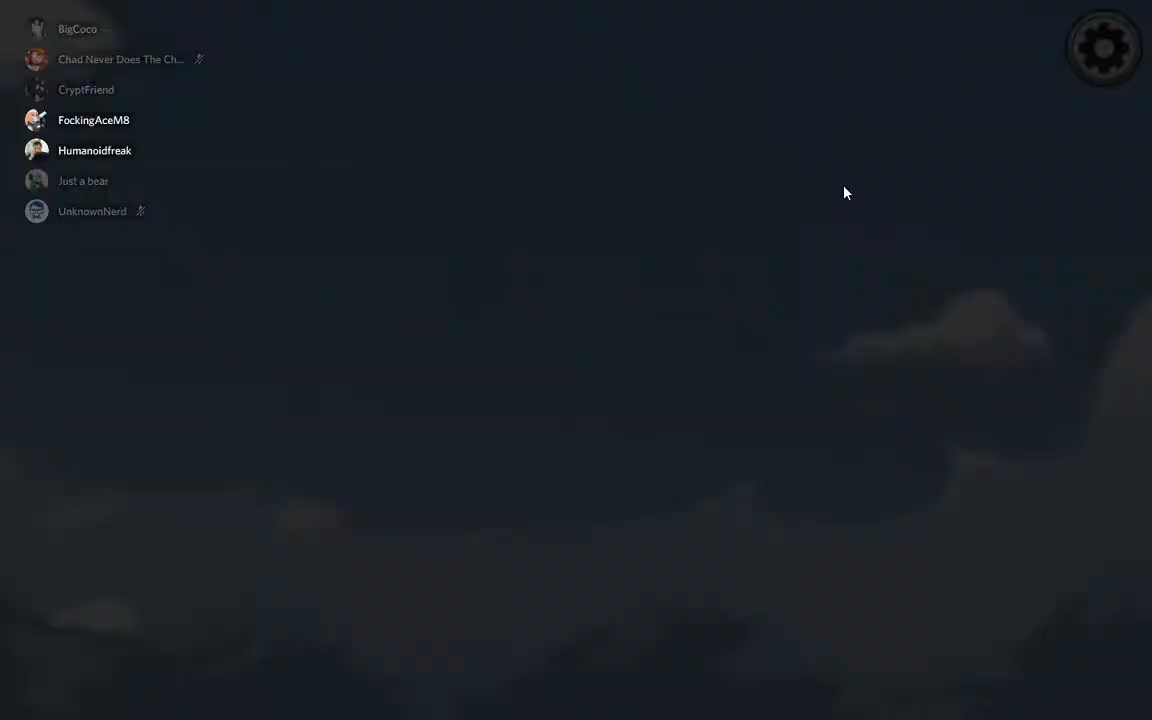 BigCoco
Chad Never Does The Ch...
CryptFriend
FockingAceM8
Humanoidfreak
Just a bear
UnknownNerd